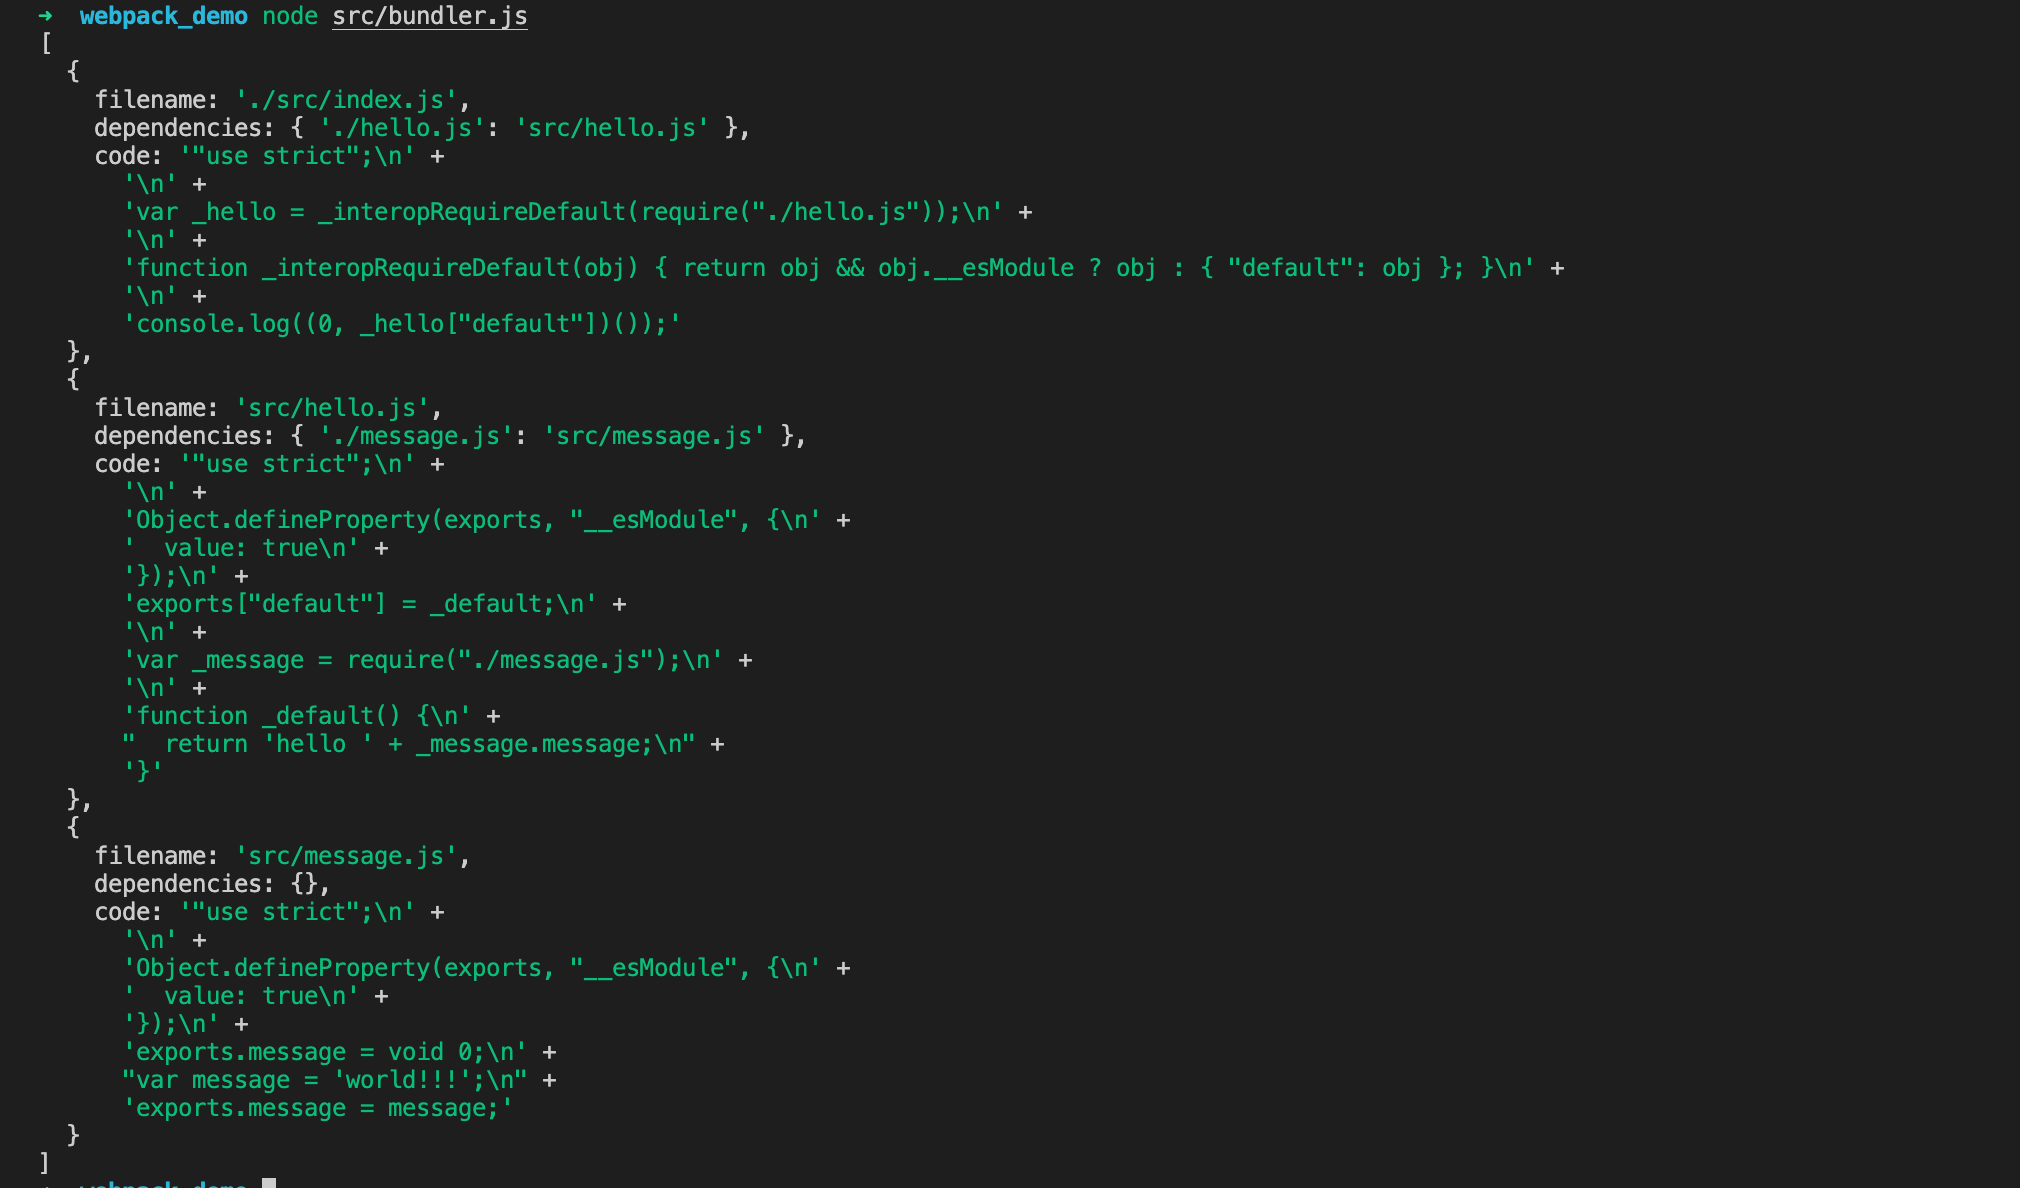 ➜  webpack_demo node src/bundler.js
[
  {
    filename: './src/index.js',
    dependencies: { './hello.js': 'src/hello.js' },
    code: '"use strict";\n' +
      '\n' +
      'var _hello = _interopRequireDefault(require("./hello.js"));\n' +
      '\n' +
      'function _interopRequireDefault(obj) { return obj && obj.__esModule ? obj : { "default": obj }; }\n' +
      '\n' +
      'console.log((0, _hello["default"])());'
  },
  {
    filename: 'src/hello.js',
    dependencies: { './message.js': 'src/message.js' },
    code: '"use strict";\n' +
      '\n' +
      'Object.defineProperty(exports, "__esModule", {\n' +
      '  value: true\n' +
      '});\n' +
      'exports["default"] = _default;\n' +
      '\n' +
      'var _message = require("./message.js");\n' +
      '\n' +
      'function _default() {\n' +
      "  return 'hello ' + _message.message;\n" +
      '}'
  },
  {
    filename: 'src/message.js',
    dependencies: {},
    code: '"use strict";\n' +
      '\n' +
      'Object.defineProperty(exports, "__esModule", {\n' +
      '  value: true\n' +
      '});\n' +
      'exports.message = void 0;\n' +
      "var message = 'world!!!';\n" +
      'exports.message = message;'
  }
]
webpack_demo